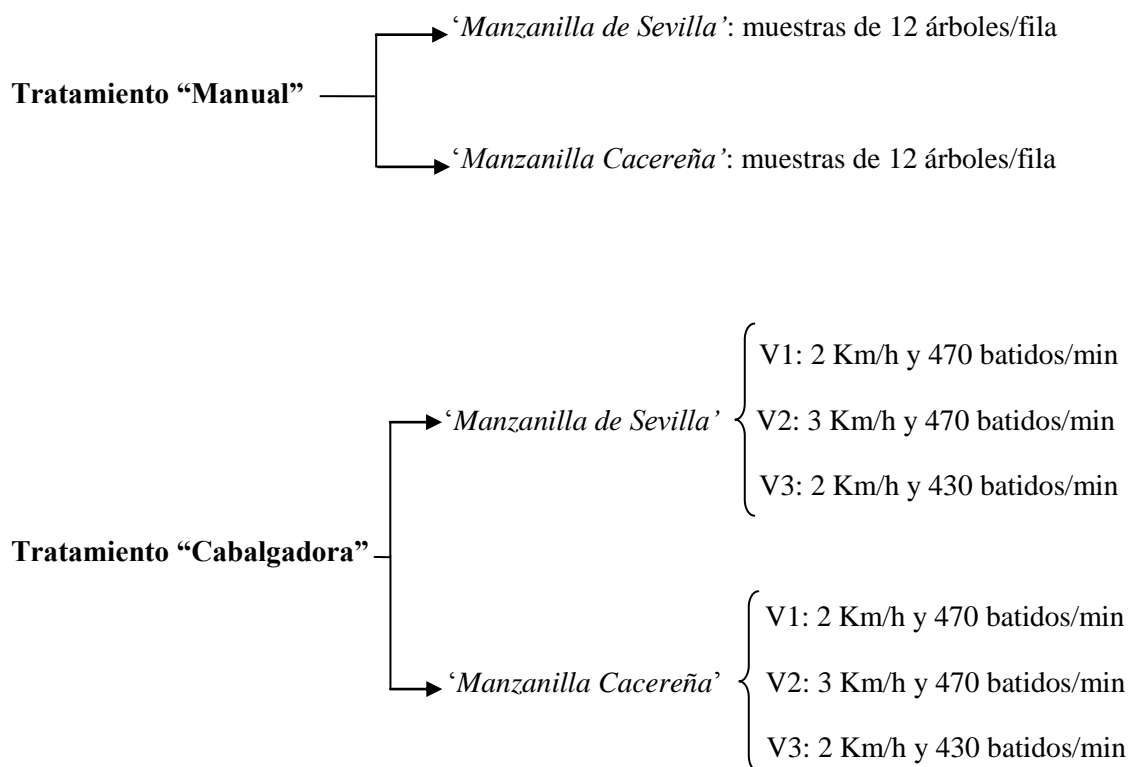 ‘Manzanilla de Sevilla’: muestras de 12 árboles/fila
Tratamiento “Manual”
‘Manzanilla Cacereña’: muestras de 12 árboles/fila
V1: 2 Km/h y 470 batidos/min
‘Manzanilla de Sevilla’
V2: 3 Km/h y 470 batidos/min
V3: 2 Km/h y 430 batidos/min
Tratamiento “Cabalgadora”
V1: 2 Km/h y 470 batidos/min
‘Manzanilla Cacereña’
V2: 3 Km/h y 470 batidos/min
V3: 2 Km/h y 430 batidos/min